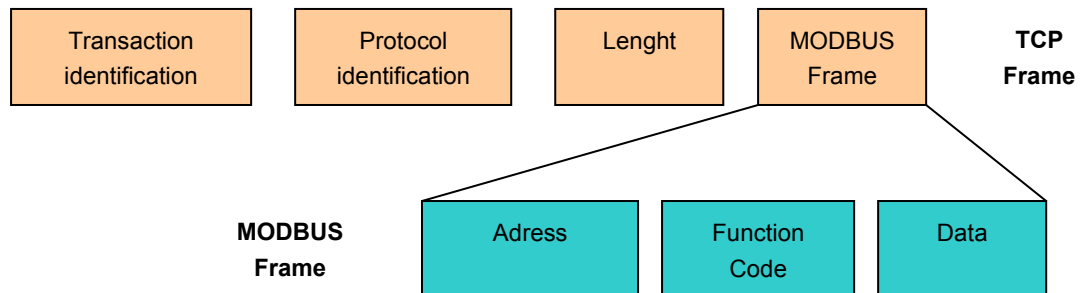 Transaction
identification
Protocol
identification
Lenght
MODBUS
Frame
TCP
Frame
MODBUS
Frame
Adress
Function
Code
Data